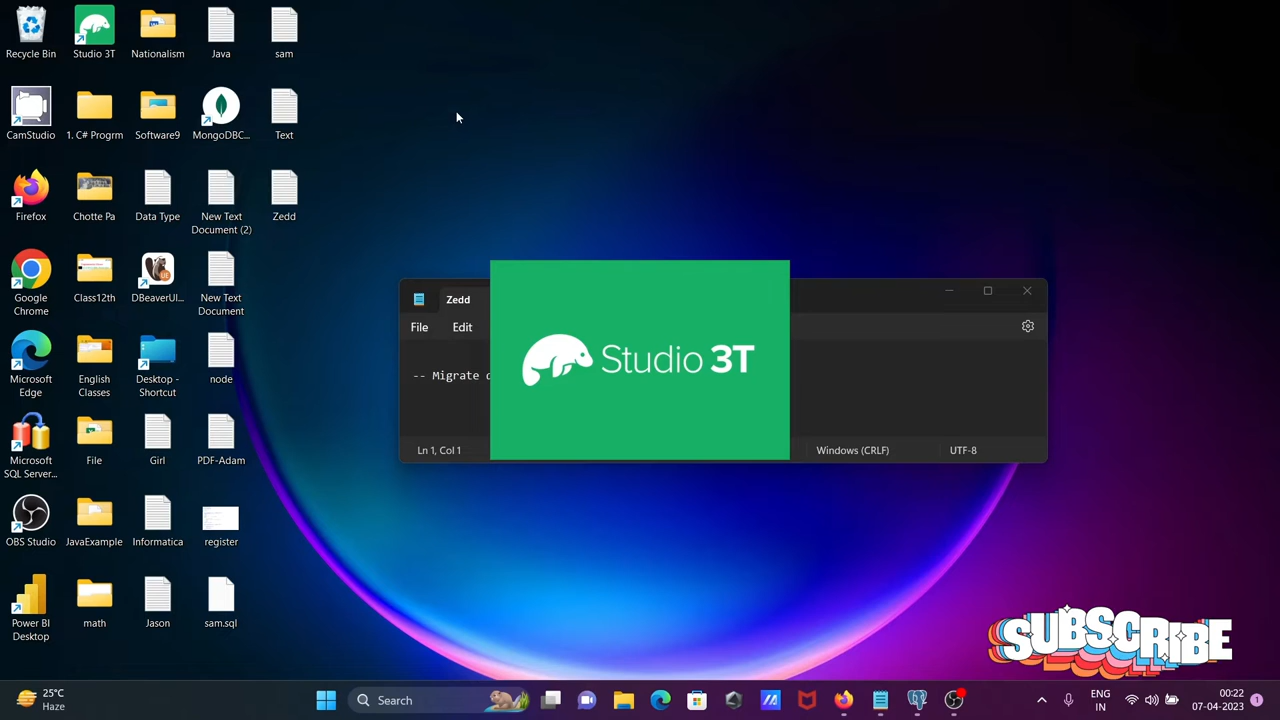 Recycle Bin
Studio 3T
Nationalism
Java
sam
CamStudio
1. C# Progrm
Software9
MongoDBC...
Text
Firefox
Chotte Pa
Data Type
New Text
Document (2)
Zedd
Google
Chrome
Class12th
DBeaverUl...
New Text
Document
Microsoft
Edge
English
Classes
Desktop -
Shortcut
node
Microsoft
SQL Server...
File
Girl
PDF-Adam
OBS Studio
JavaExample
Informatica
register
Power BI
Desktop
math
Jason
sam.sql
Zedd
File
Edit
-- Migrate
Ln 1, Col 1
Windows (CRLF)
UTF-8
Studio 3T
SUBSCRIBE
25°C
Haze
Search
ENG
IN
00:22
07-04-2023
1